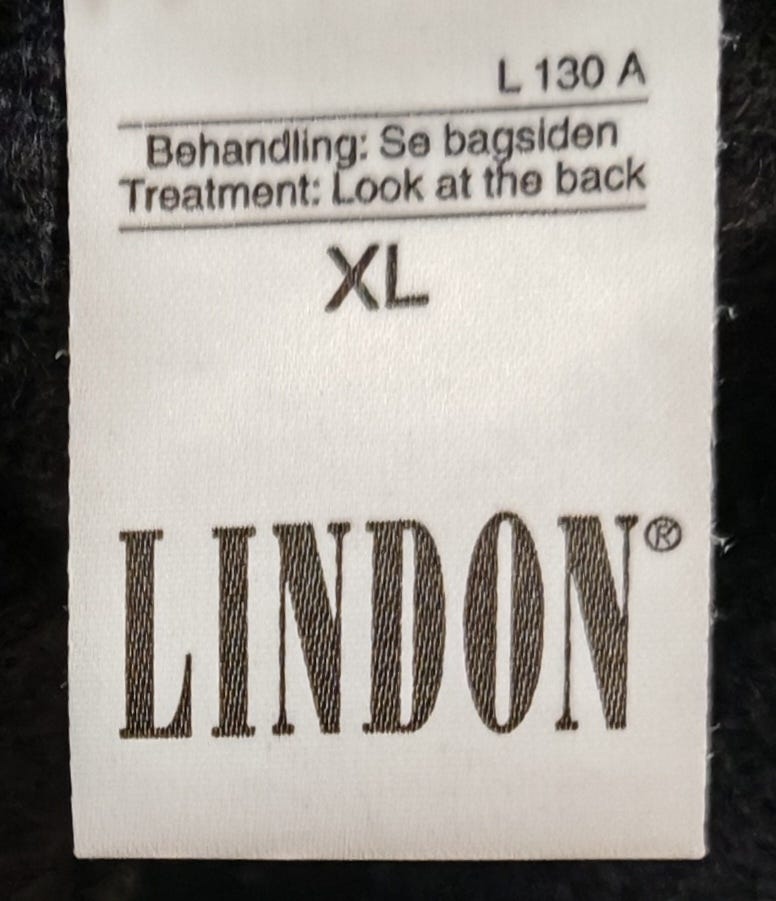 L 130 A
Behandling: Se bagsiden
Treatment: Look at the back
XL
LINDON®